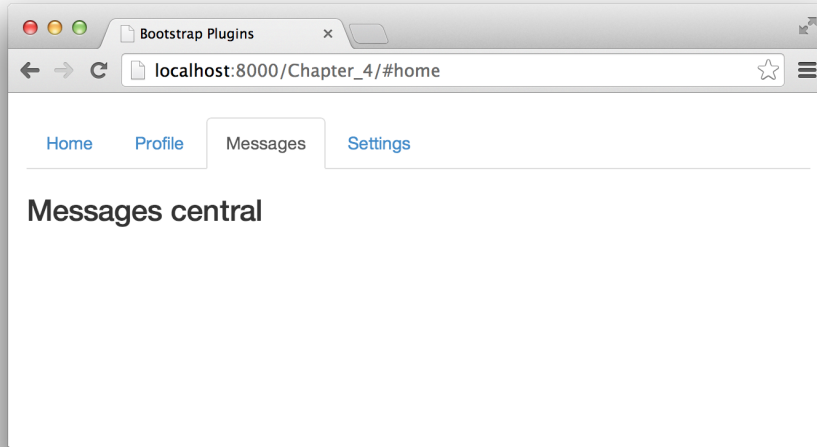 Bootstrap Plugins
localhost:8000/Chapter_4/#home
Home Profile Messages Settings
Messages central